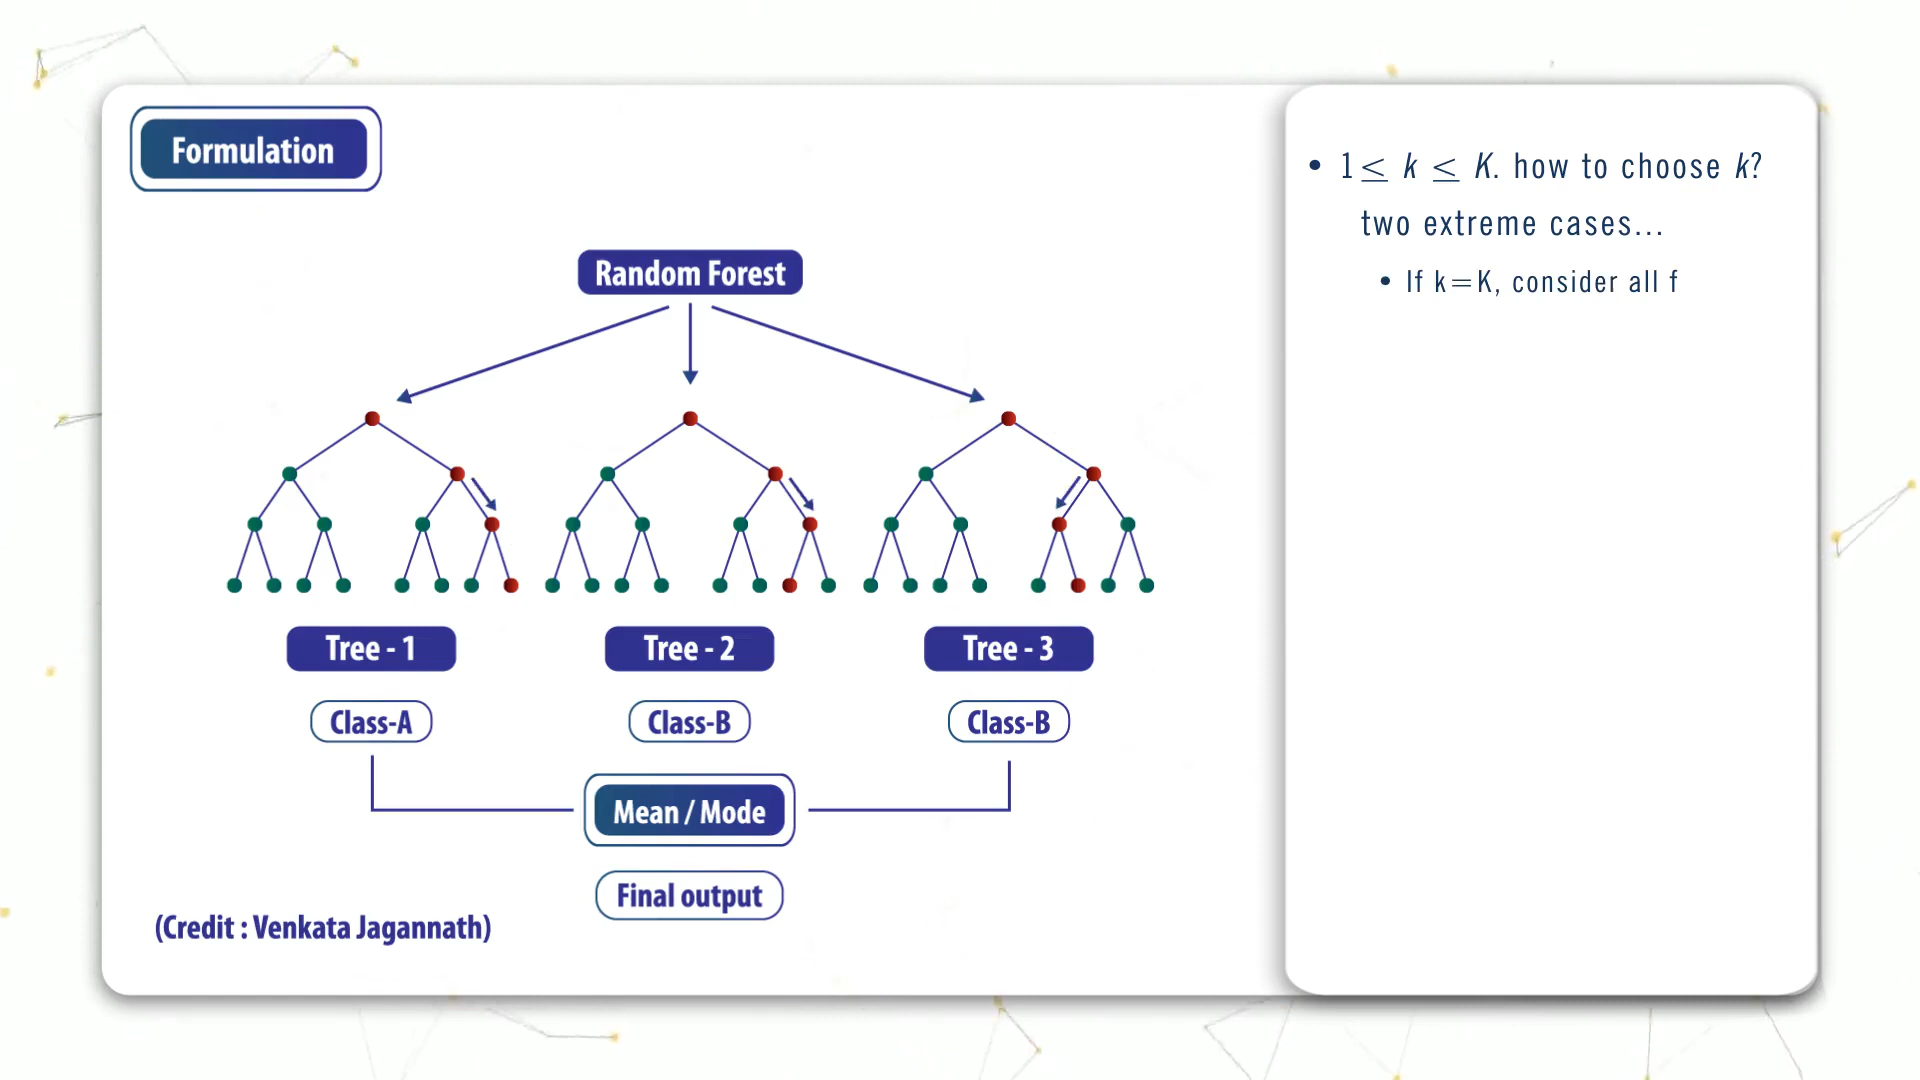 Formulation
Random Forest
Tree - 1
Tree - 2
Tree - 3
Class-A
Class-B
Class-B
Mean / Mode
Final output
(Credit : Venkata Jagannath)
• 1 ≤ k ≤ K. how to choose k?
two extreme cases...
• If k=K, consider all f